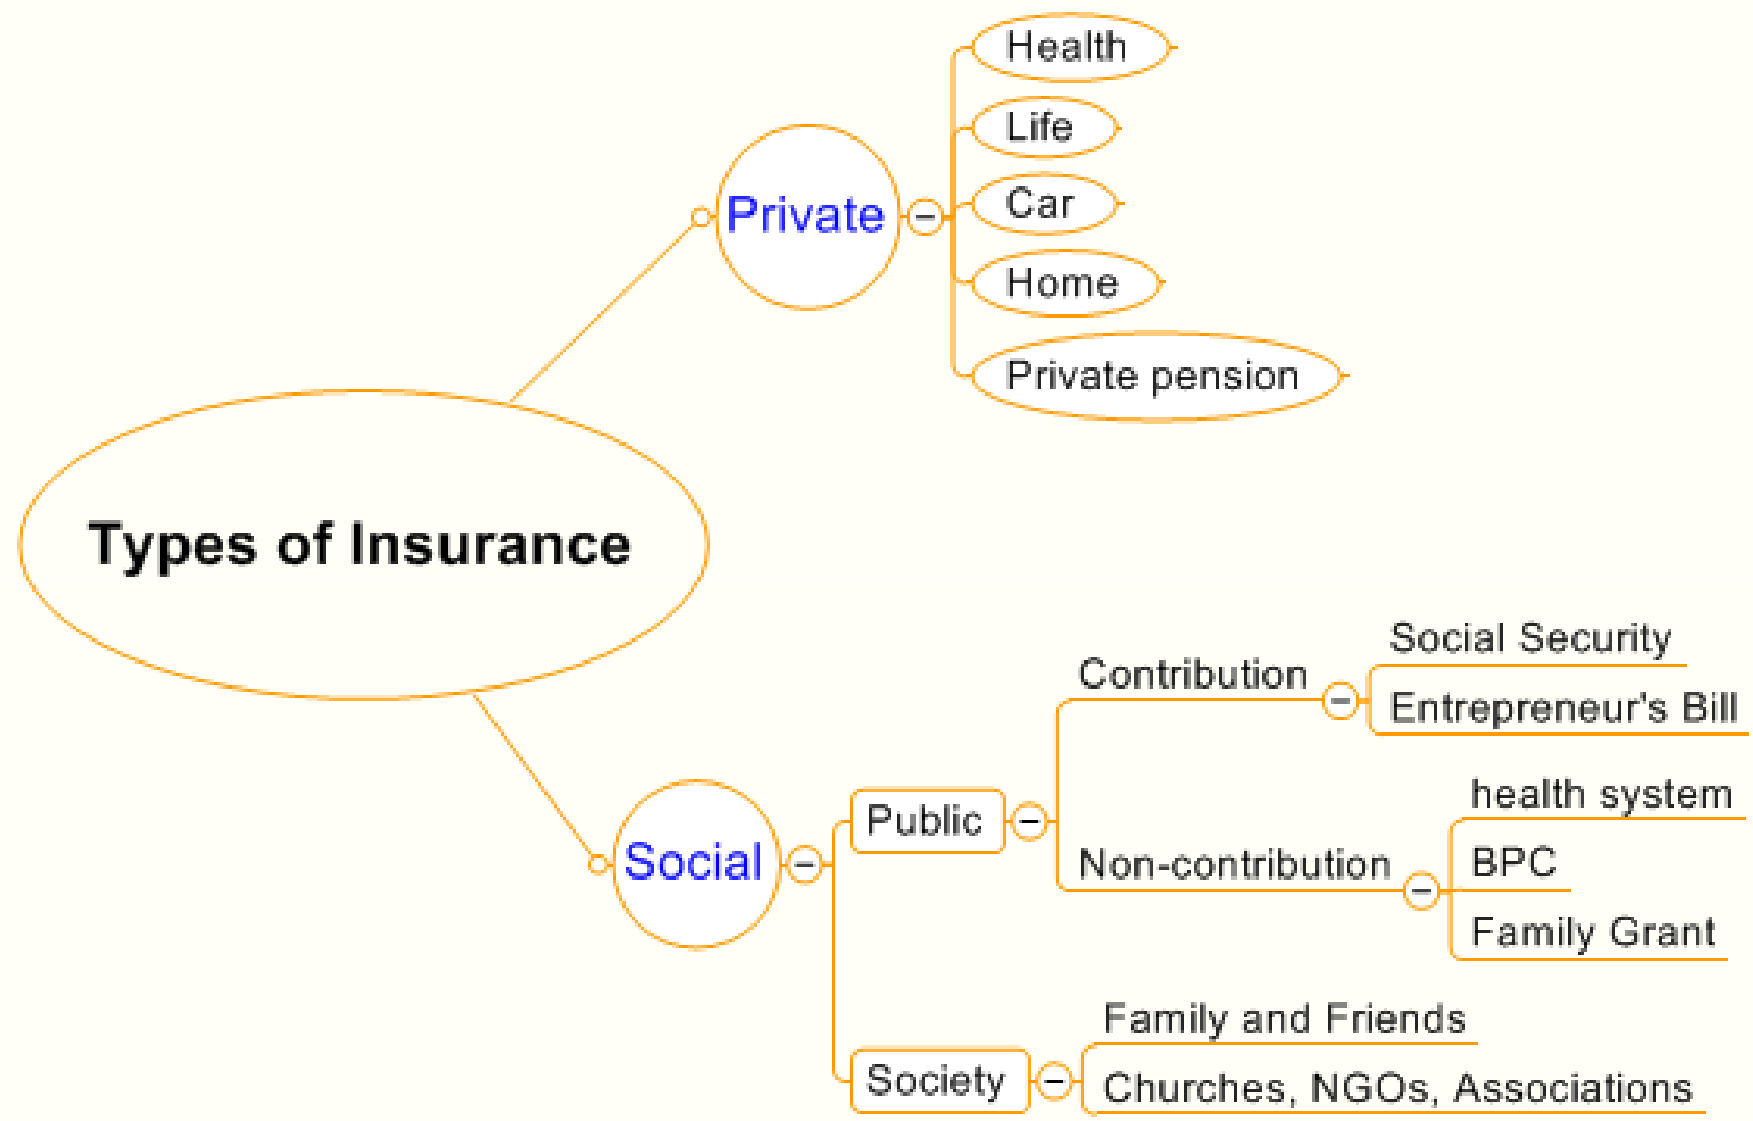 Types of Insurance
Private
Health
Life
Car
Home
Private pension
Social
Public
Contribution
Social Security
Entrepreneur's Bill
Non-contribution
health system
BPC
Family Grant
Society
Family and Friends
Churches, NGOs, Associations